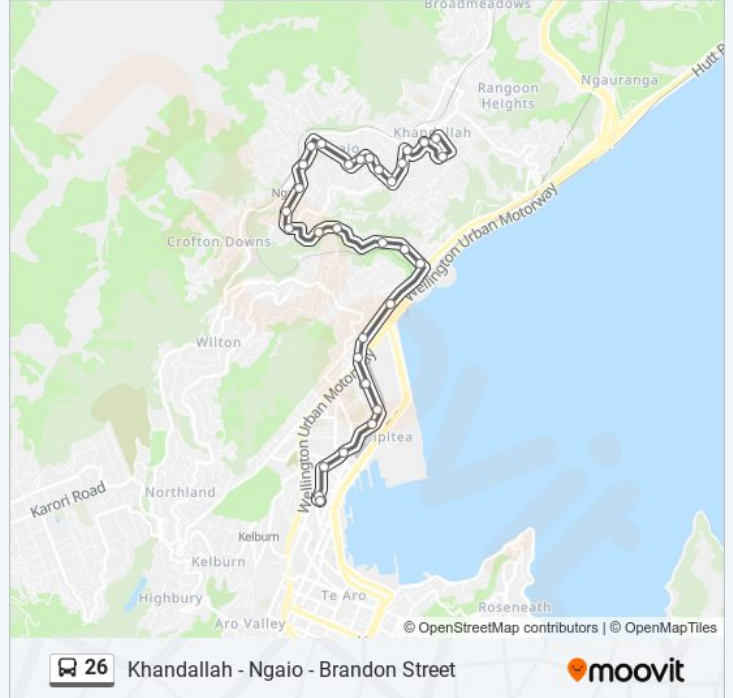 Broadmeadows
Hutt R
Ngauranga
Rangoon
Heights
Khandallah
Crofton Downs
Wellington Urban Motorway
Wilton
Wellington Urban Motorway
Karori Road
Northland
Kelburn
Kelburn
Highbury
Te Aro
Roseneath
Aro Valley
© OpenStreetMap contributors | © OpenMapTiles
26 Khandallah - Ngaio - Brandon Street
moovit